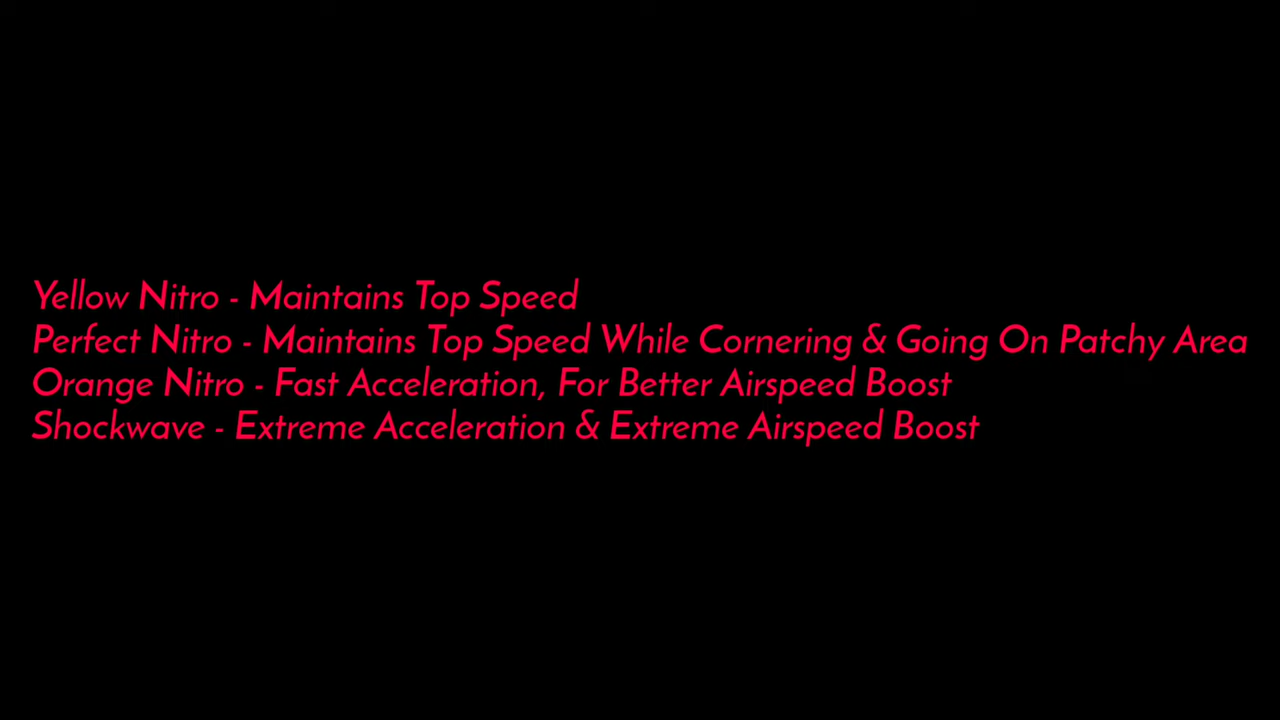 Yellow Nitro - Maintains Top Speed
Perfect Nitro - Maintains Top Speed While Cornering & Going On Patchy Area
Orange Nitro - Fast Acceleration, For Better Airspeed Boost
Shockwave - Extreme Acceleration & Extreme Airspeed Boost